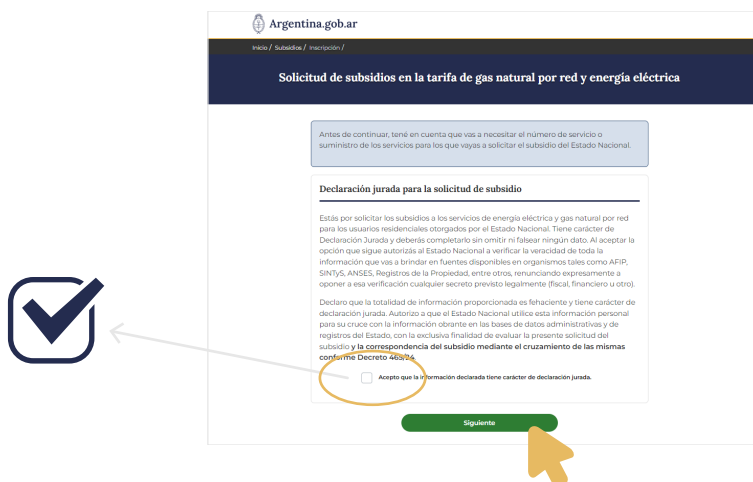 Argentina.gob.ar
Inicio / Subsidios / Inscripción /
Solicitud de subsidios en la tarifa de gas natural por red y energía eléctrica
Antes de continuar, tené en cuenta que vas a necesitar el número de servicio o
suministro de los servicios para los que vayas a solicitar el subsidio del Estado Nacional.
Declaración jurada para la solicitud de subsidio
Estás por solicitar los subsidios a los servicios de energía eléctrica y gas natural por red
para los usuarios residenciales otorgados por el Estado Nacional. Tiene carácter de
Declaración Jurada y deberás completarlo sin omitir ni falsear ningún dato. Al aceptar la
opción que sigue autorizás al Estado Nacional a verificar la veracidad de toda la
información que vas a brindar en fuentes disponibles en organismos tales como AFIP,
SINTyS, ANSES, Registros de la Propiedad, entre otros, renunciando expresamente a
oponer a esa verificación cualquier secreto previsto legalmente (fiscal, financiero u otro).
Declaro que la totalidad de información proporcionada es fehaciente y tiene carácter de
declaración jurada. Autorizo a que el Estado Nacional utilice esta información personal
para su cruce con la información obrante en las bases de datos administrativas y de
registros del Estado, con la exclusiva finalidad de evaluar la presente solicitud del
subsidio y la correspondencia del subsidio mediante el cruzamiento de las mismas
conforme Decreto 465/24.
Acepto que la información declarada tiene carácter de declaración jurada.
Siguiente